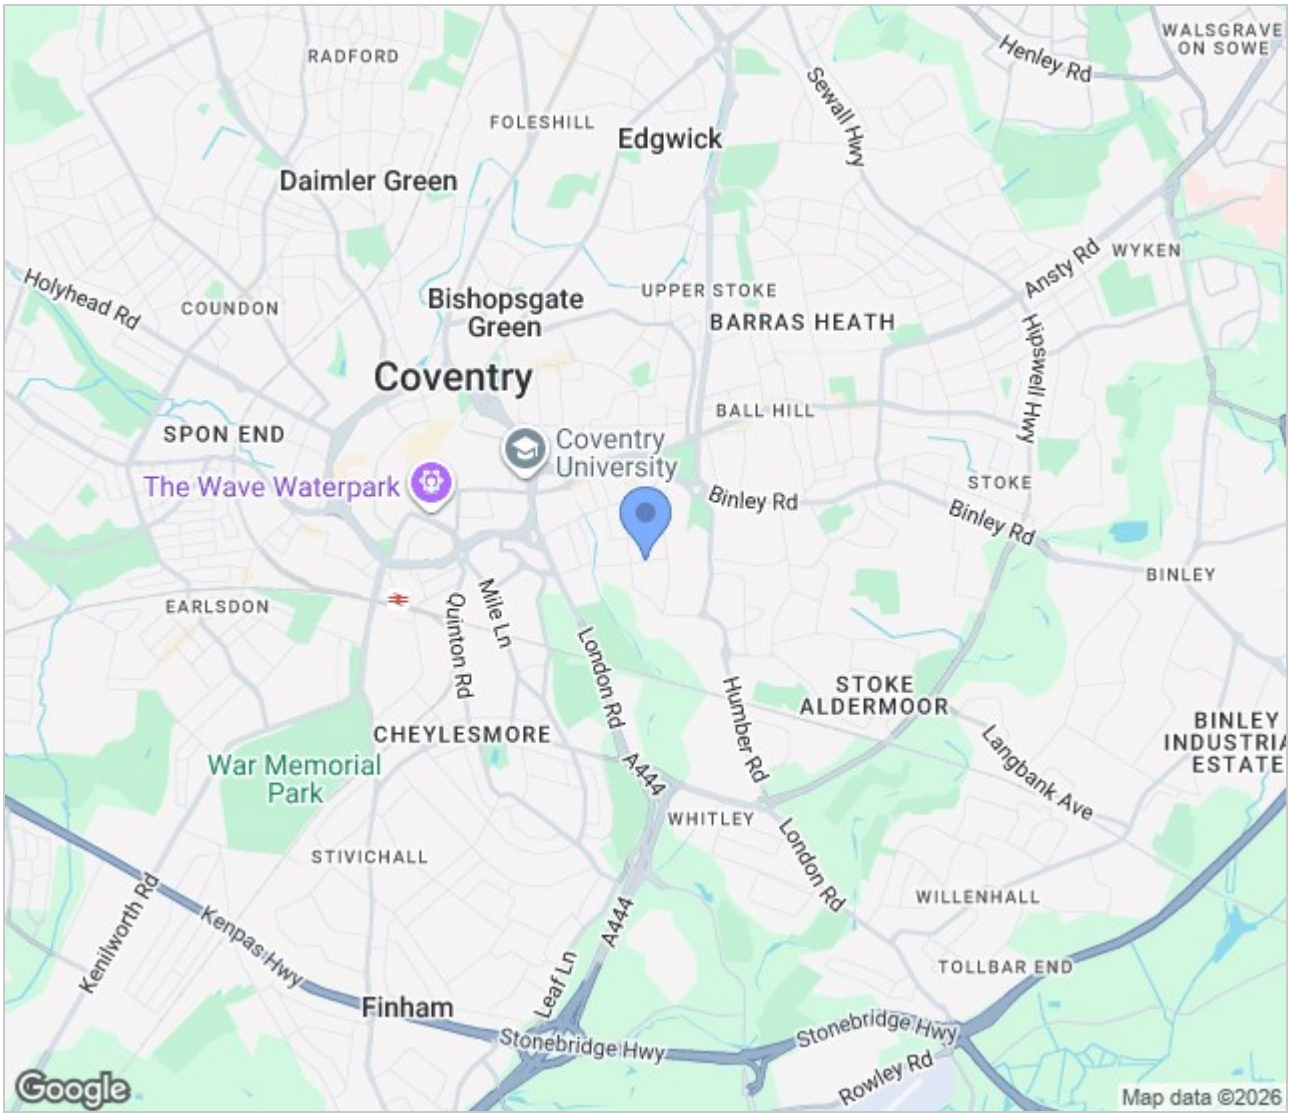 WALSGRAVE
ON SOWE
Henley Rd
RADFORD
Sewall Hwy
FOLESHILL
Edgwick
Daimler Green
WYKEN
Ansty Rd
Holyhead Rd
COUNDON
Bishopsgate
Green
UPPER STOKE
BARRAS HEATH
Hipswell Hwy
Coventry
BALL HILL
SPON END
Coventry
University
The Wave Waterpark
STOKE
Binley Rd
Binley Rd
BINLEY
EARLSDON
Mile Ln
Quinton Rd
London Rd
STOKE
ALDERMOOR
Humber Rd
BINLEY
INDUSTRIA
ESTATE
CHEYLESMORE
Langbank Ave
War Memorial
Park
A444
WHITLEY
STIVICHALL
London Rd
WILLENHALL
Kenilworth Rd
Kenpas Hwy
A444
TOLLBAR END
Leaf Ln
Finham
Stonebridge Hwy
Stonebridge Hwy
Rowley Rd
Google
Map data ©2026